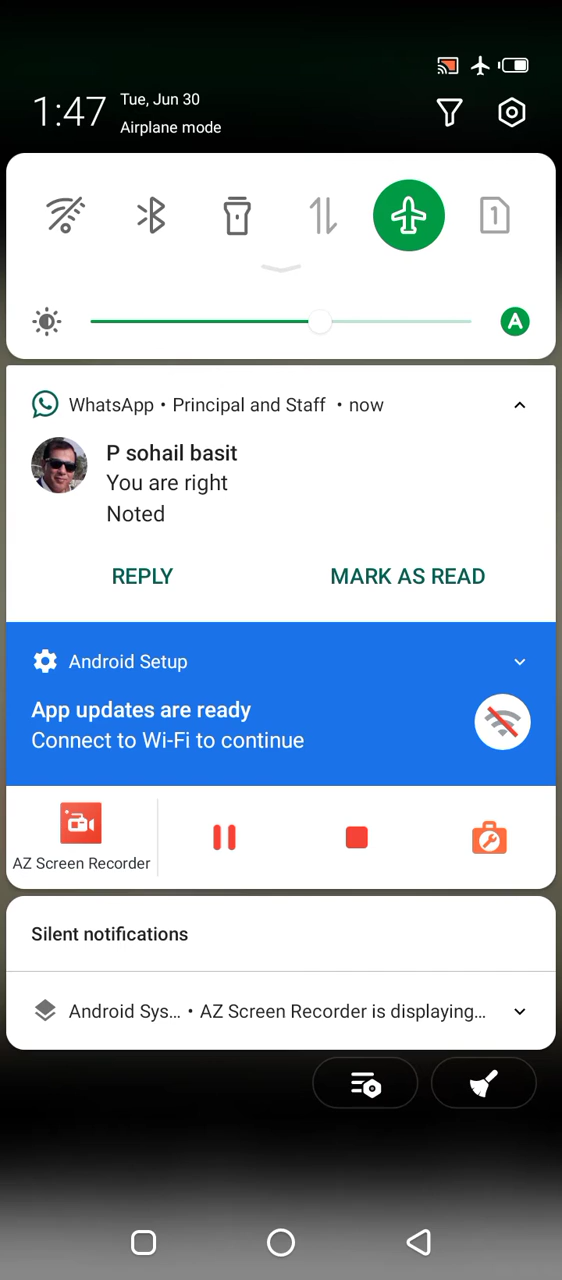 1:47
Tue, Jun 30
Airplane mode
1
A
WhatsApp • Principal and Staff • now
P sohail basit
You are right
Noted
REPLY
MARK AS READ
Android Setup
App updates are ready
Connect to Wi-Fi to continue
AZ Screen Recorder
Silent notifications
Android Sys... • AZ Screen Recorder is displaying...